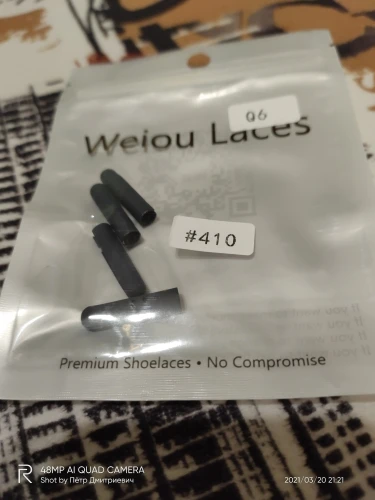 06
Weiou Laces
#410
Premium Shoelaces • No Compromise
48MP AI QUAD CAMERA
Shot by Пётр Дмитриевич
2021/03/20 21:21